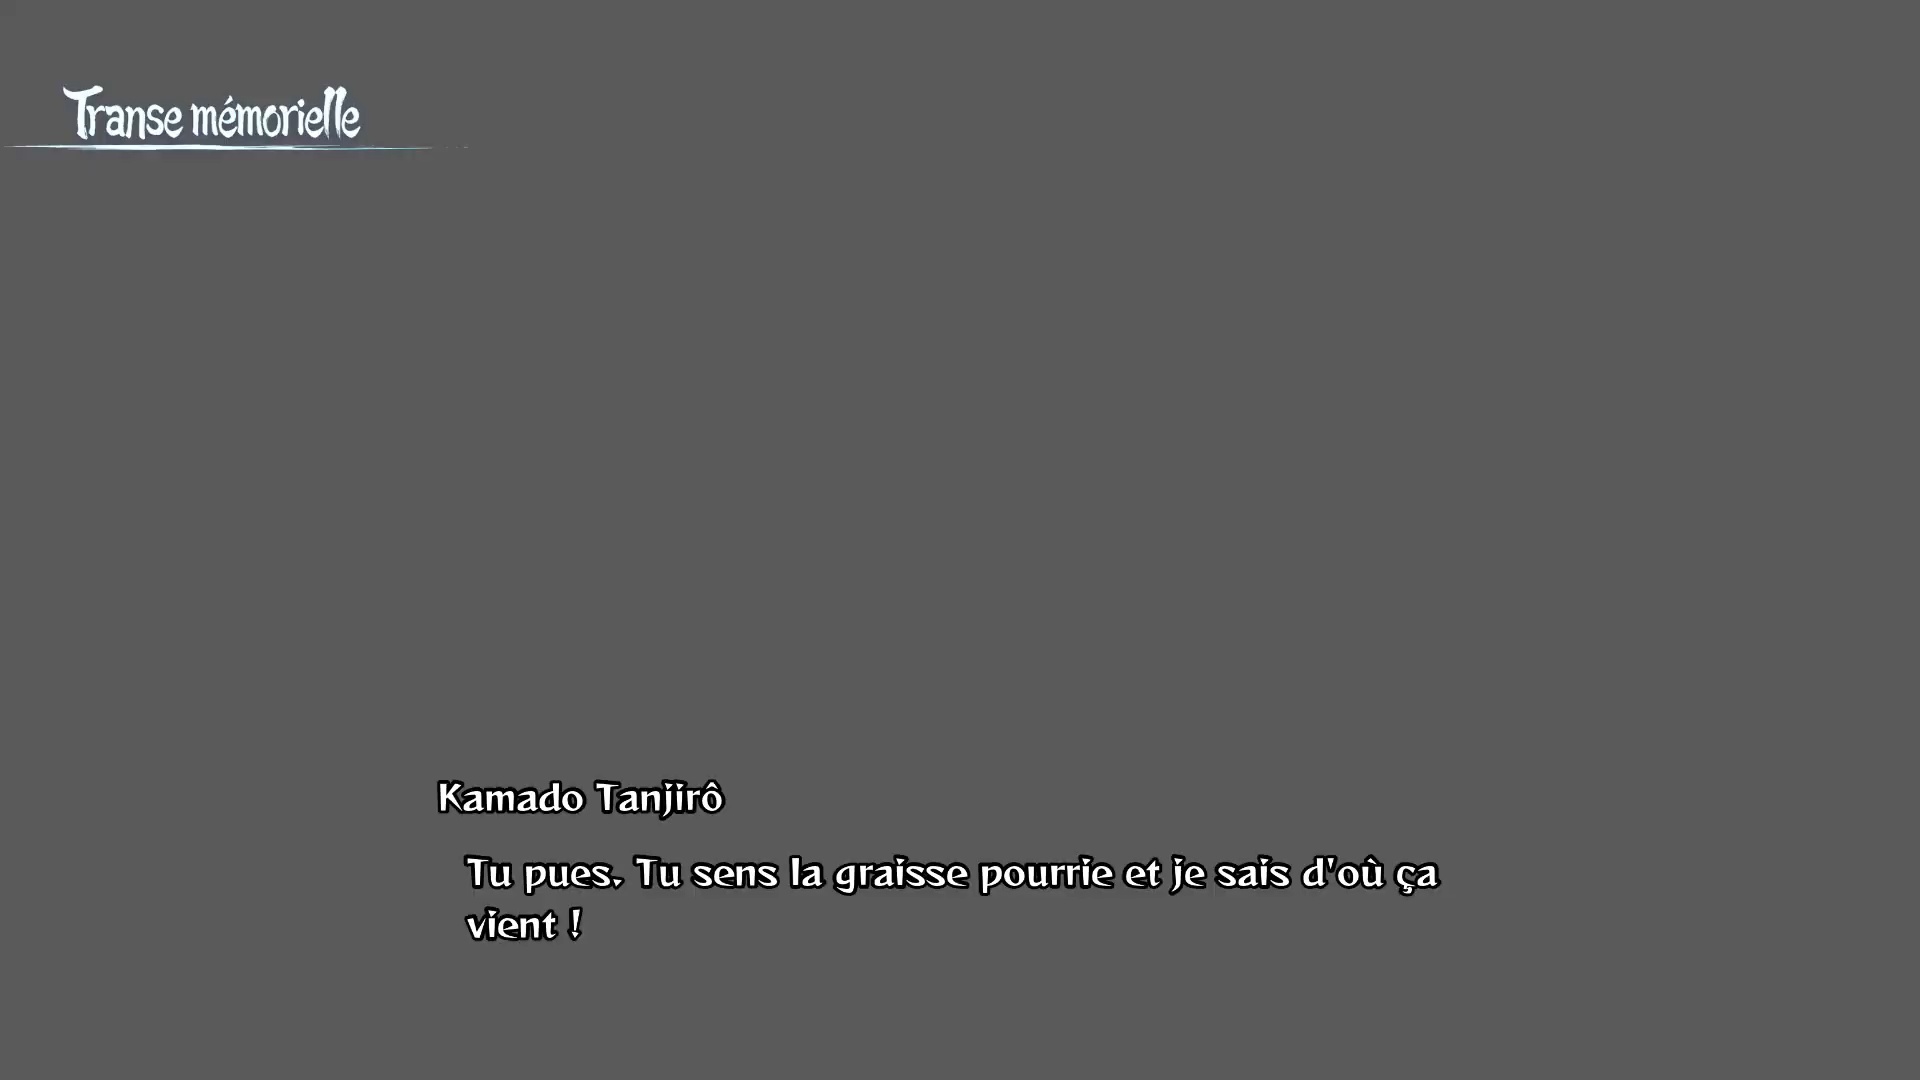 Transe mémorielle
Kamado Tanjirô
Tu pues. Tu sens la graisse pourrie et je sais d'où ça
vient !